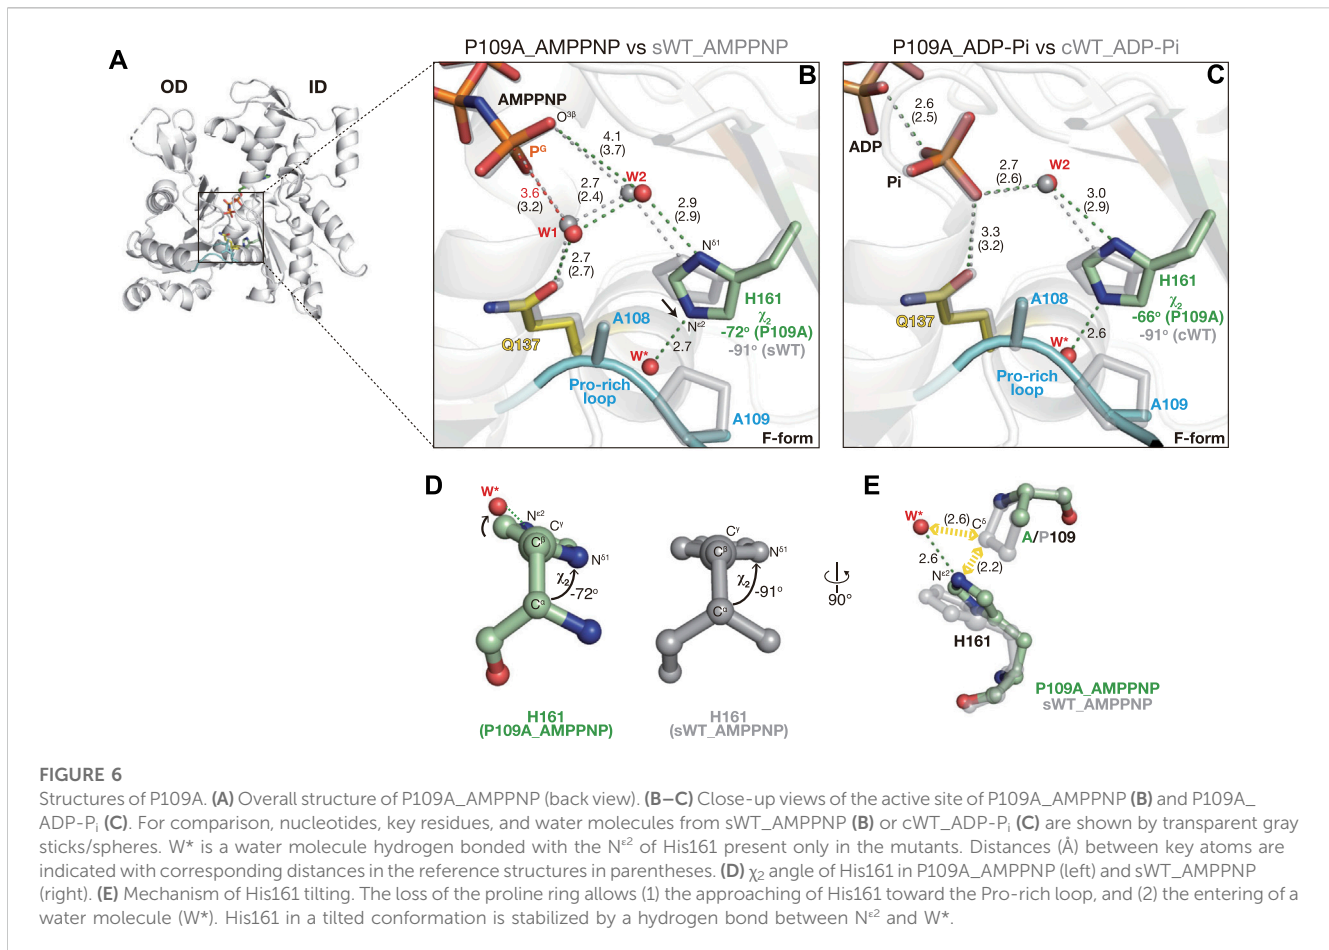 A
OD
ID
P109A_AMPPNP vs sWT_AMPPNP
B
AMPPNP
O³ᵝ
Pᴳ
4.1
(3.7)
W2
2.7
(2.4)
3.6
(3.2)
W1
2.9
(2.9)
Nᵟ¹
2.7
(2.7)
H161
χ₂
-72° (P109A)
-91° (sWT)
Nᵋ²
Q137
A108
2.7
W*
Pro-rich
loop
A109
F-form
P109A_ADP-Pi vs cWT_ADP-Pi
C
2.6
(2.5)
ADP
Pi
2.7
(2.6)
W2
3.0
(2.9)
3.3
(3.2)
H161
χ₂
-66° (P109A)
-91° (cWT)
Q137
A108
2.6
W*
Pro-rich
loop
A109
F-form
D
W*
Nᵋ²
Cᵞ
Cᵝ
Nᵟ¹
χ₂
-72°
Cᵅ
H161
(P109A_AMPPNP)
Cᵞ
Cᵝ
Nᵟ¹
χ₂
-91°
Cᵅ
H161
(sWT_AMPPNP)
90°
E
W*
(2.6)
Cᵟ
A/P109
2.6
(2.2)
Nᵋ²
H161
P109A_AMPPNP
sWT_AMPPNP
FIGURE 6
Structures of P109A. (A) Overall structure of P109A_AMPPNP (back view). (B–C) Close-up views of the active site of P109A_AMPPNP (B) and P109A_
ADP-Pᵢ (C). For comparison, nucleotides, key residues, and water molecules from sWT_AMPPNP (B) or cWT_ADP-Pᵢ (C) are shown by transparent gray
sticks/spheres. W* is a water molecule hydrogen bonded with the Nᵋ² of His161 present only in the mutants. Distances (Å) between key atoms are
indicated with corresponding distances in the reference structures in parentheses. (D) χ₂ angle of His161 in P109A_AMPPNP (left) and sWT_AMPPNP
(right). (E) Mechanism of His161 tilting. The loss of the proline ring allows (1) the approaching of His161 toward the Pro-rich loop, and (2) the entering of a
water molecule (W*). His161 in a tilted conformation is stabilized by a hydrogen bond between Nᵋ² and W*.